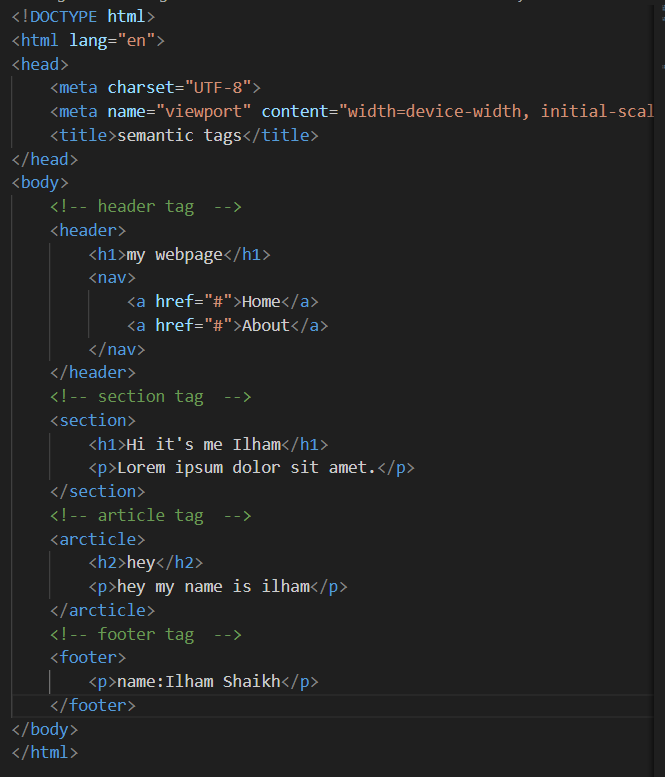 <!DOCTYPE html>
<html lang="en">
<head>
    <meta charset="UTF-8">
    <meta name="viewport" content="width=device-width, initial-scal
    <title>semantic tags</title>
</head>
<body>
    <!-- header tag  -->
    <header>
        <h1>my webpage</h1>
        <nav>
            <a href="#">Home</a>
            <a href="#">About</a>
        </nav>
    </header>
    <!-- section tag  -->
    <section>
        <h1>Hi it's me Ilham</h1>
        <p>Lorem ipsum dolor sit amet.</p>
    </section>
    <!-- article tag  -->
    <arcticle>
        <h2>hey</h2>
        <p>hey my name is ilham</p>
    </arcticle>
    <!-- footer tag  -->
    <footer>
        <p>name:Ilham Shaikh</p>
    </footer>
</body>
</html>